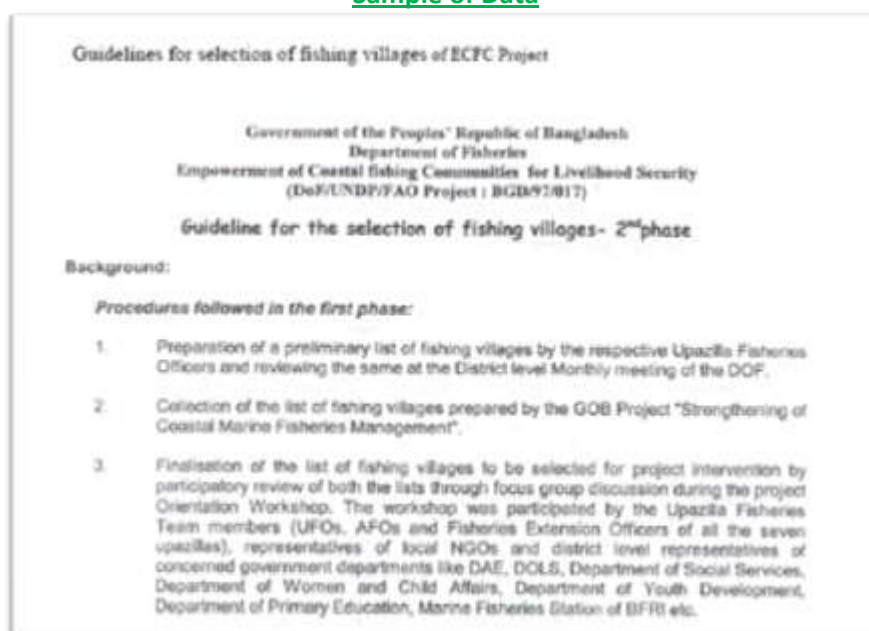 Sample of Data
Guidelines for selection of fishing villages of ECFC Project
Government of the Peoples' Republic of Bangladesh
Department of Fisheries
Empowerment of Coastal fishing Communities for Livelihood Security
(DoF/UNDP/FAO Project : BGD/97/017)
Guideline for the selection of fishing villages- 2nd phase
Background:
Procedures followed in the first phase:
1. Preparation of a preliminary list of fishing villages by the respective Upazilla Fisheries
Officers and reviewing the same at the District level Monthly meeting of the DOF.
2. Collection of the list of fishing villages prepared by the GOB Project "Strengthening of
Coastal Marine Fisheries Management".
3. Finalisation of the list of fishing villages to be selected for project intervention by
participatory review of both the lists through focus group discussion during the project
Orientation Workshop. The workshop was participated by the Upazilla Fisheries
Team members (UFOs, AFOs and Fisheries Extension Officers of all the seven
upazillas), representatives of local NGOs and district level representatives of
concerned government departments like DAE, DOLS, Department of Social Services,
Department of Women and Child Affairs, Department of Youth Development,
Department of Primary Education, Marine Fisheries Station of BFRI etc.